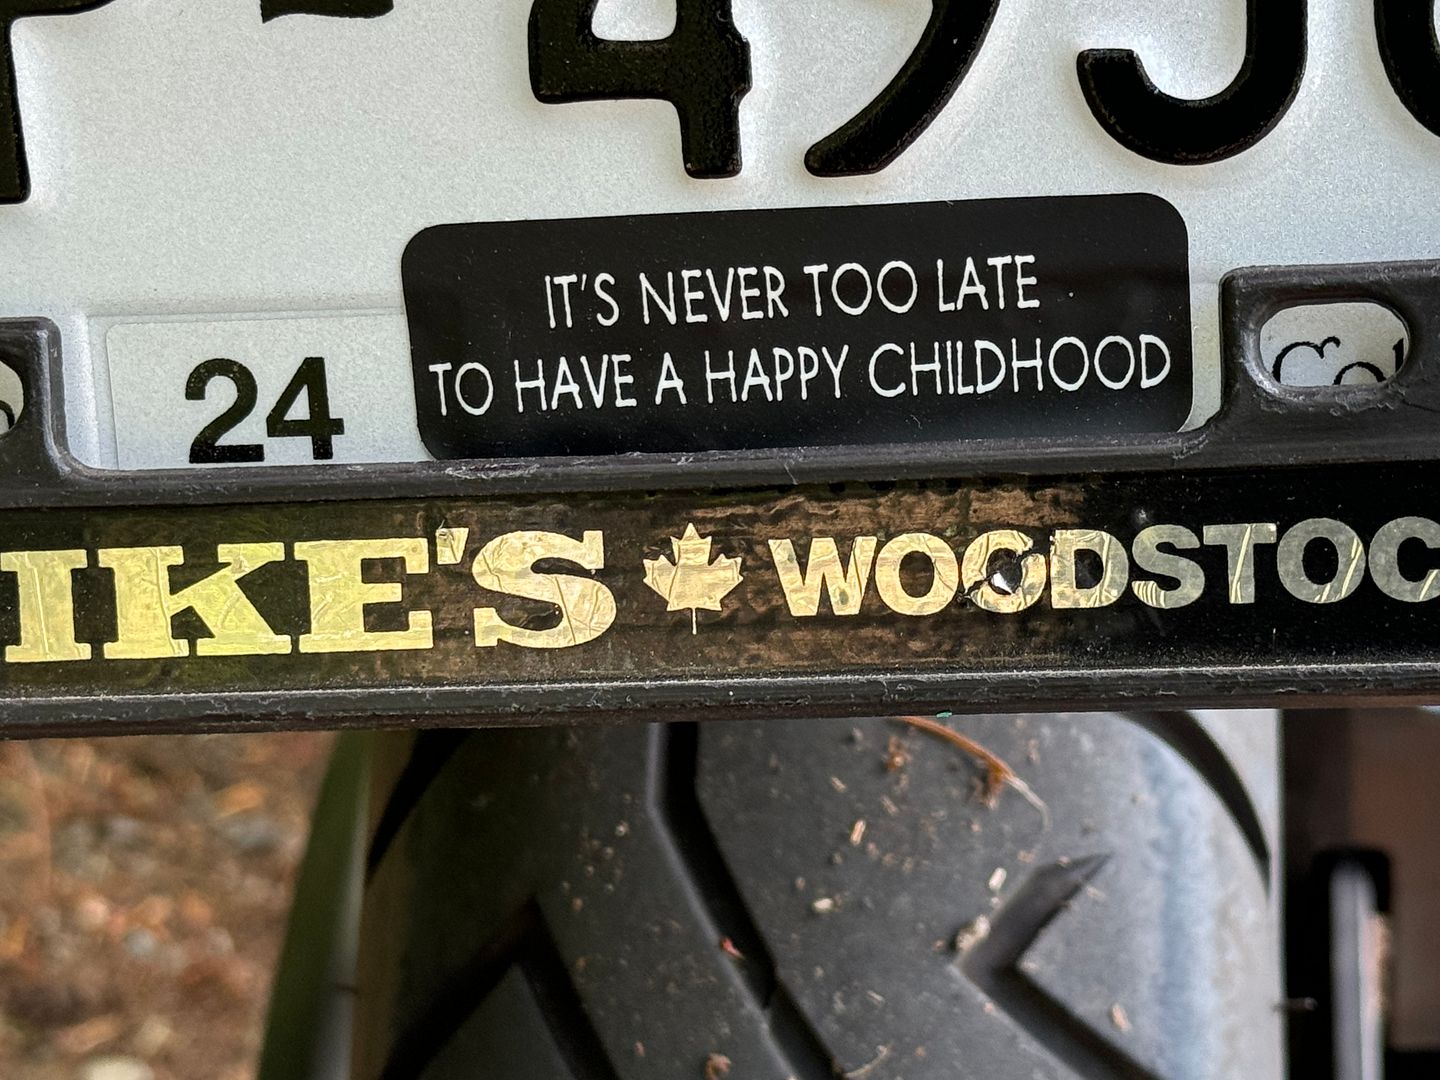 IT'S NEVER TOO LATE
TO HAVE A HAPPY CHILDHOOD
24
IKE'S WOODSTOC